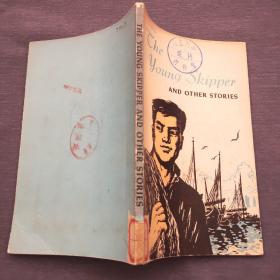 The
Young Skipper
AND OTHER STORIES
THE YOUNG SKIPPER AND OTHER STORIES